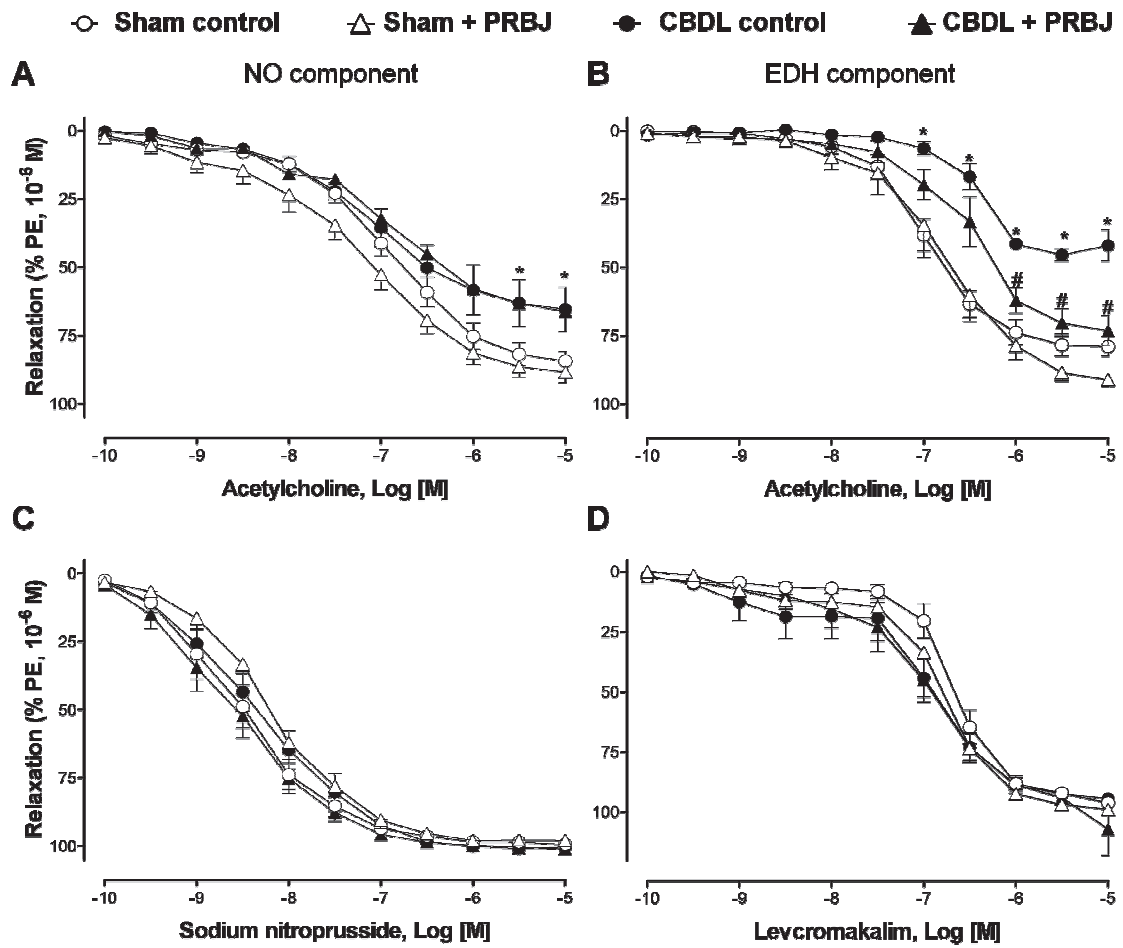 Sham control Sham + PRBJ CBDL control CBDL + PRBJ
A NO component
Relaxation (% PE, 10⁻⁶ M)
0
25
50
75
100
* *
-10 -9 -8 -7 -6 -5
Acetylcholine, Log [M]
B EDH component
0
25
50
75
100
* * * * *
# # #
-10 -9 -8 -7 -6 -5
Acetylcholine, Log [M]
C
Relaxation (% PE, 10⁻⁶ M)
0
25
50
75
100
-10 -9 -8 -7 -6 -5
Sodium nitroprusside, Log [M]
D
0
25
50
75
100
-10 -9 -8 -7 -6 -5
Levcromakalim, Log [M]